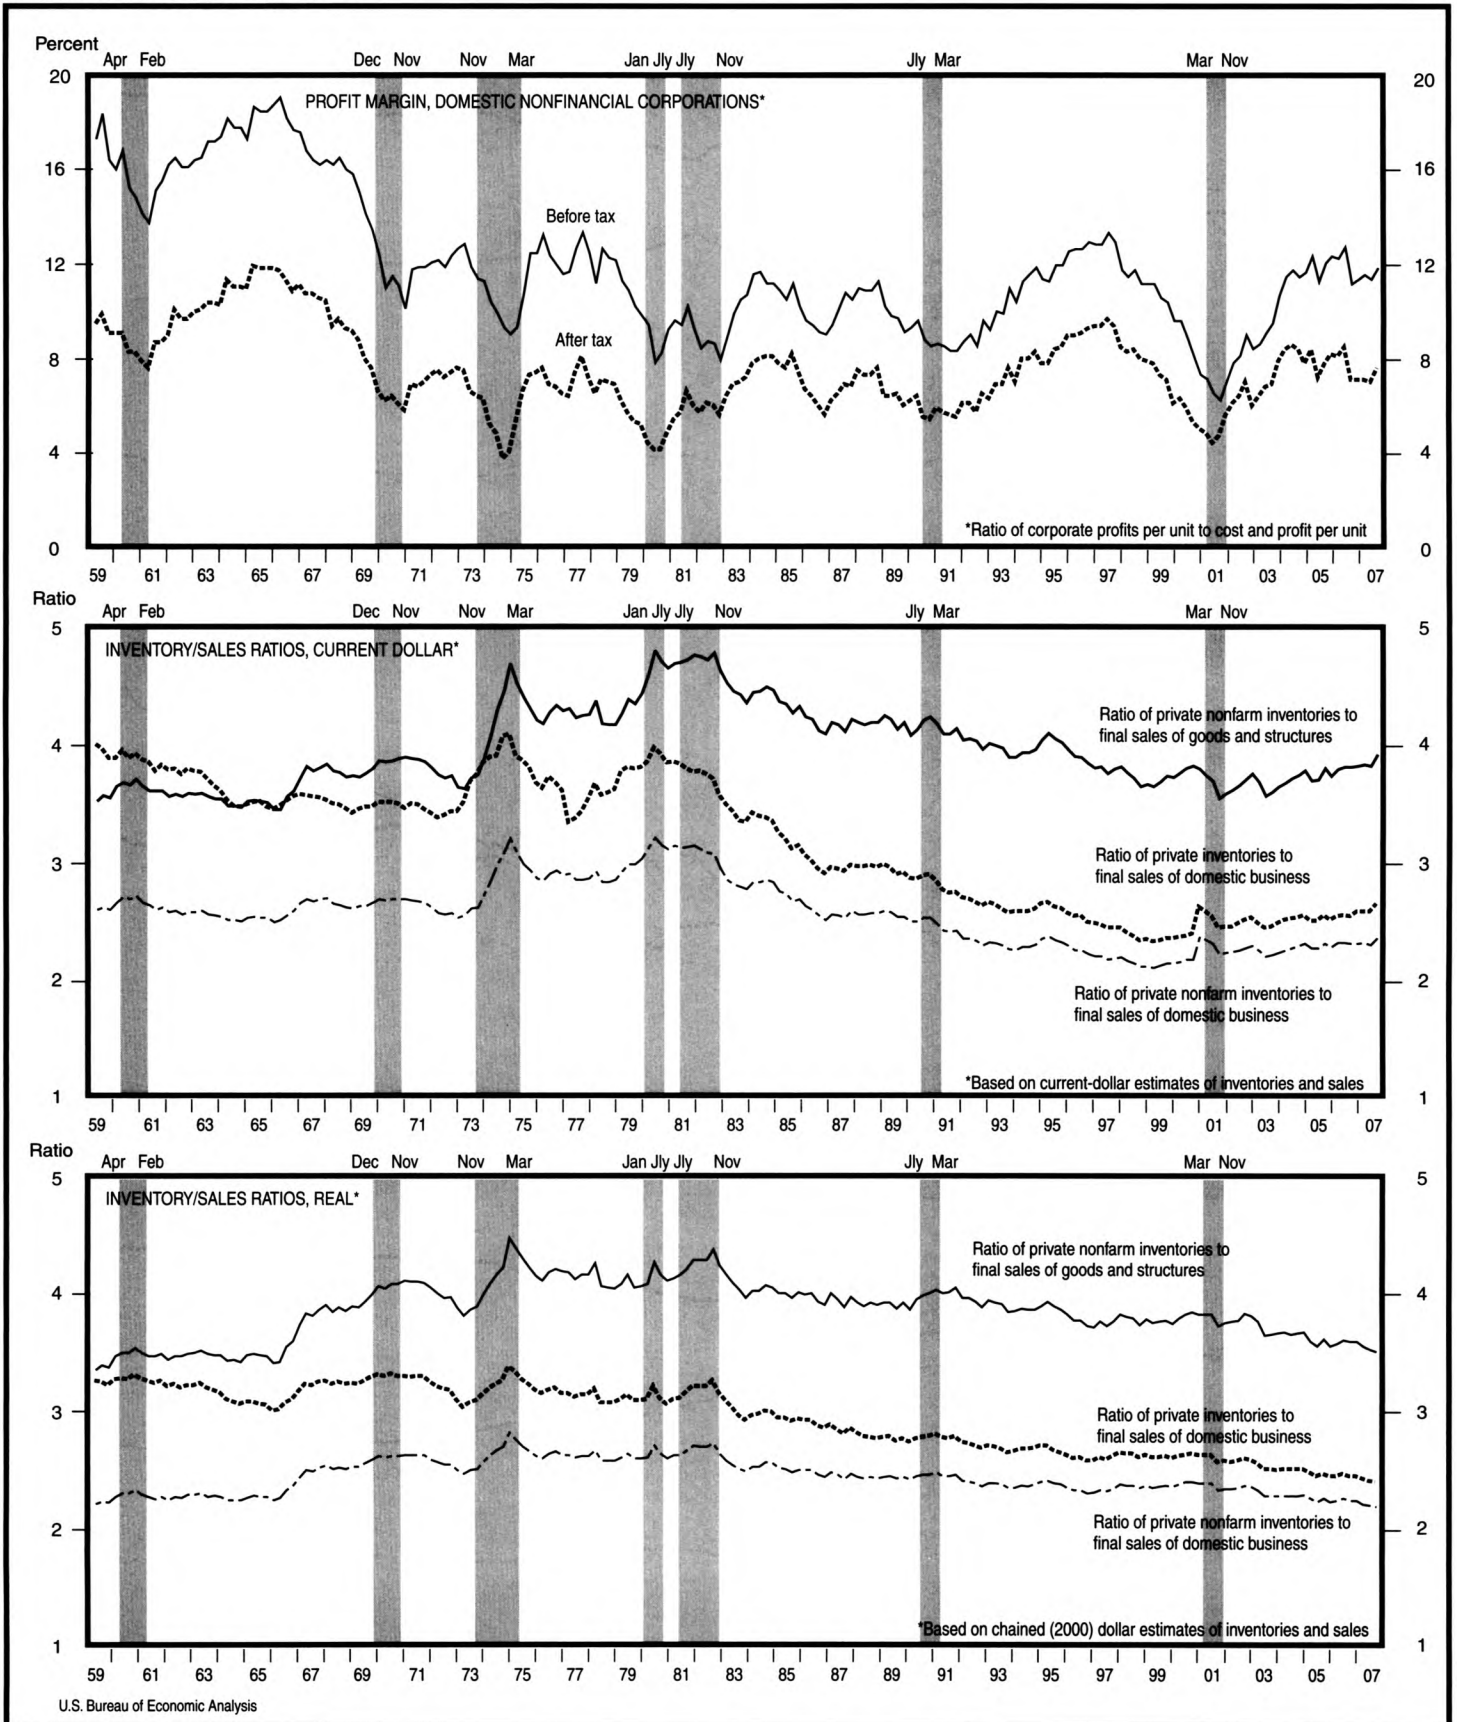 Percent
Apr Feb Dec Nov Nov Mar Jan Jly Jly Nov Jly Mar Mar Nov
20 20
PROFIT MARGIN, DOMESTIC NONFINANCIAL CORPORATIONS*
16 16
Before tax
12 12
After tax
8 8
4 4
*Ratio of corporate profits per unit to cost and profit per unit
0 0
59 61 63 65 67 69 71 73 75 77 79 81 83 85 87 89 91 93 95 97 99 01 03 05 07
Ratio
Apr Feb Dec Nov Nov Mar Jan Jly Jly Nov Jly Mar Mar Nov
5 5
INVENTORY/SALES RATIOS, CURRENT DOLLAR*
Ratio of private nonfarm inventories to
final sales of goods and structures
4 4
Ratio of private inventories to
3 3
final sales of domestic business
2 2
Ratio of private nonfarm inventories to
final sales of domestic business
*Based on current-dollar estimates of inventories and sales
1 1
59 61 63 65 67 69 71 73 75 77 79 81 83 85 87 89 91 93 95 97 99 01 03 05 07
Ratio
Apr Feb Dec Nov Nov Mar Jan Jly Jly Nov Jly Mar Mar Nov
5 5
INVENTORY/SALES RATIOS, REAL*
Ratio of private nonfarm inventories to
final sales of goods and structures
4 4
3 3
Ratio of private inventories to
final sales of domestic business
Ratio of private nonfarm inventories to
2 2
final sales of domestic business
*Based on chained (2000) dollar estimates of inventories and sales
1 1
59 61 63 65 67 69 71 73 75 77 79 81 83 85 87 89 91 93 95 97 99 01 03 05 07
U.S. Bureau of Economic Analysis